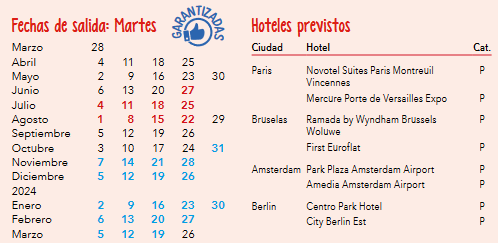 Fechas de salida: Martes
GARANTIZADAS
Marzo 28
Abril 4 11 18 25
Mayo 2 9 16 23 30
Junio 6 13 20 27
Julio 4 11 18 25
Agosto 1 8 15 22 29
Septiembre 5 12 19 26
Octubre 3 10 17 24 31
Noviembre 7 14 21 28
Diciembre 5 12 19 26
2024
Enero 2 9 16 23 30
Febrero 6 13 20 27
Marzo 5 12 19 26
Hoteles previstos
Ciudad Hotel Cat.
Paris Novotel Suites Paris Montreuil P
Vincennes
Mercure Porte de Versailles Expo P
Bruselas Ramada by Wyndham Brussels P
Woluwe
First Euroflat P
Amsterdam Park Plaza Amsterdam Airport P
Amedia Amsterdam Airport P
Berlin Centro Park Hotel P
City Berlin Est P